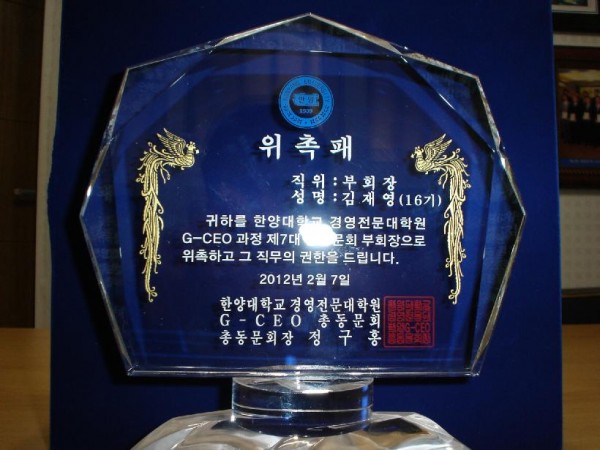 위촉패
직위 : 부회장
성명 : 김재영(16기)
귀하를 한양대학교 경영전문대학원
G-CEO 과정 제7대 문회 부회장으로
위촉하고 그 직무의 권한을 드립니다.
2012년 2월 7일
한양대학교 경영전문대학원
G-CEO 총동문회
총동문회장 정구홍
G-CEO